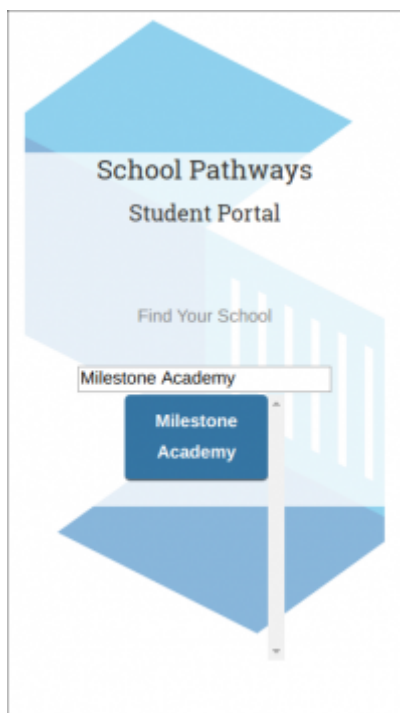 School Pathways
Student Portal
Find Your School
Milestone Academy
Milestone
Academy